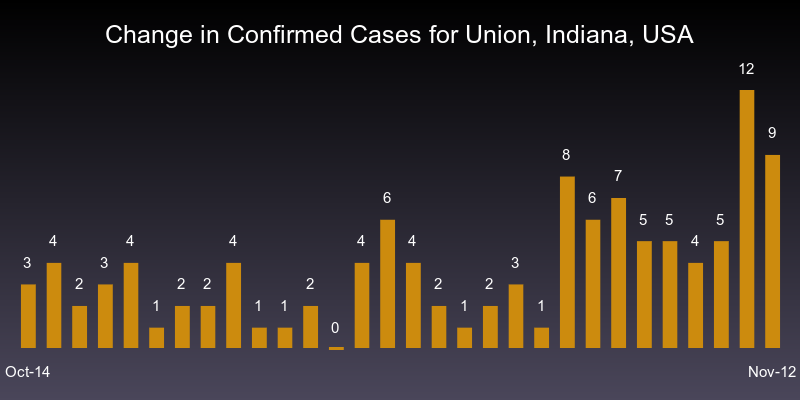 Change in Confirmed Cases for Union, Indiana, USA
3 4 2 3 4 1 2 2 4 1 1 2 0 4 6 4 2 1 2 3 1 8 6 7 5 5 4 5 12 9
Oct-14 Nov-12